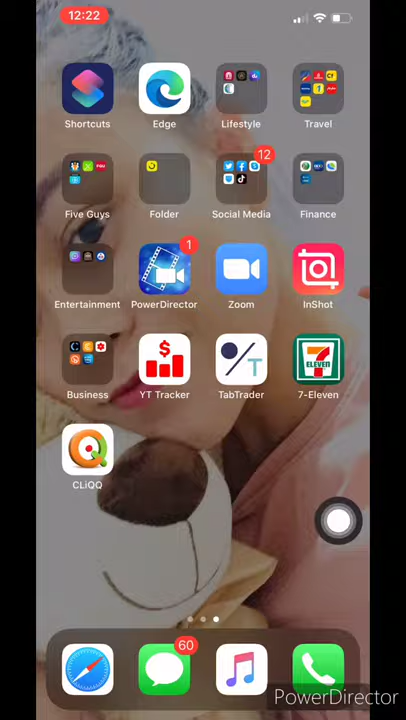 12:22
Shortcuts
Edge
Lifestyle
Travel
12
Five Guys
Folder
Social Media
Finance
1
Entertainment
PowerDirector
Zoom
InShot
Business
YT Tracker
TabTrader
7-Eleven
CLiQQ
60
PowerDirector